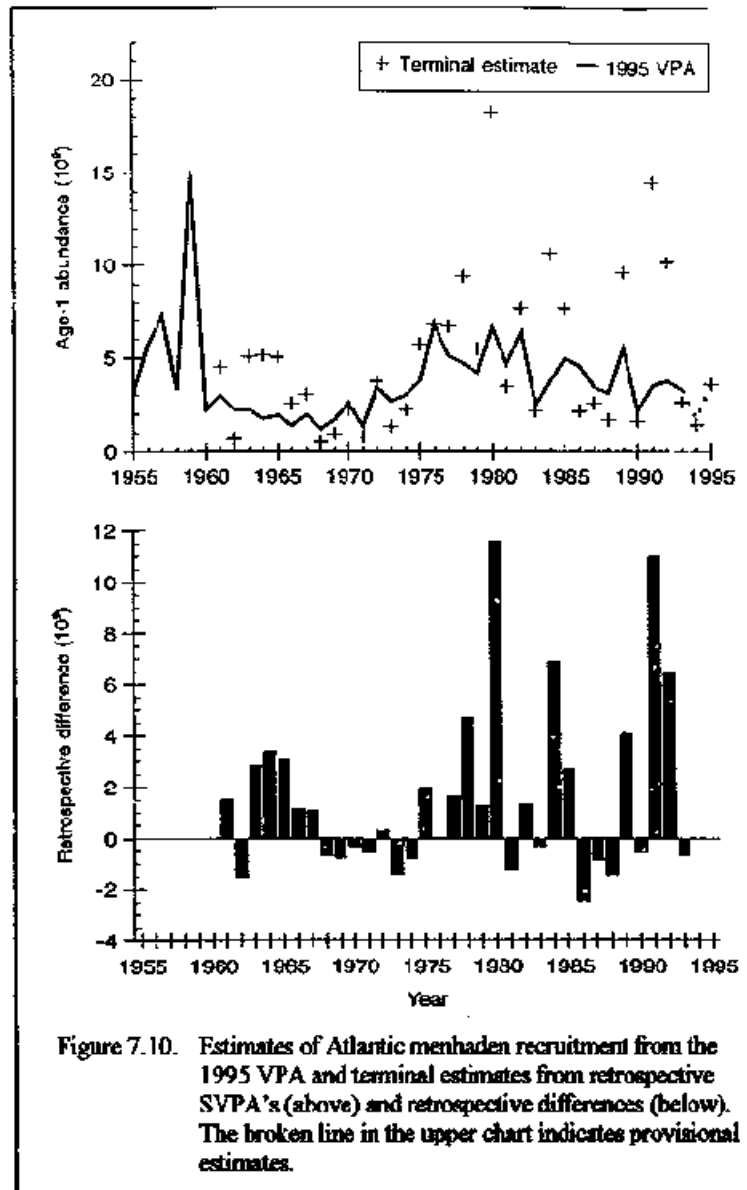 + Terminal estimate — 1995 VPA
Age-1 abundance (10⁹)
20
15
10
5
0
1955 1960 1965 1970 1975 1980 1985 1990 1995
Retrospective difference (10⁹)
12
10
8
6
4
2
0
-2
-4
1955 1960 1965 1970 1975 1980 1985 1990 1995
Year
Figure 7.10. Estimates of Atlantic menhaden recruitment from the
1995 VPA and terminal estimates from retrospective
SVPA's (above) and retrospective differences (below).
The broken line in the upper chart indicates provisional
estimates.